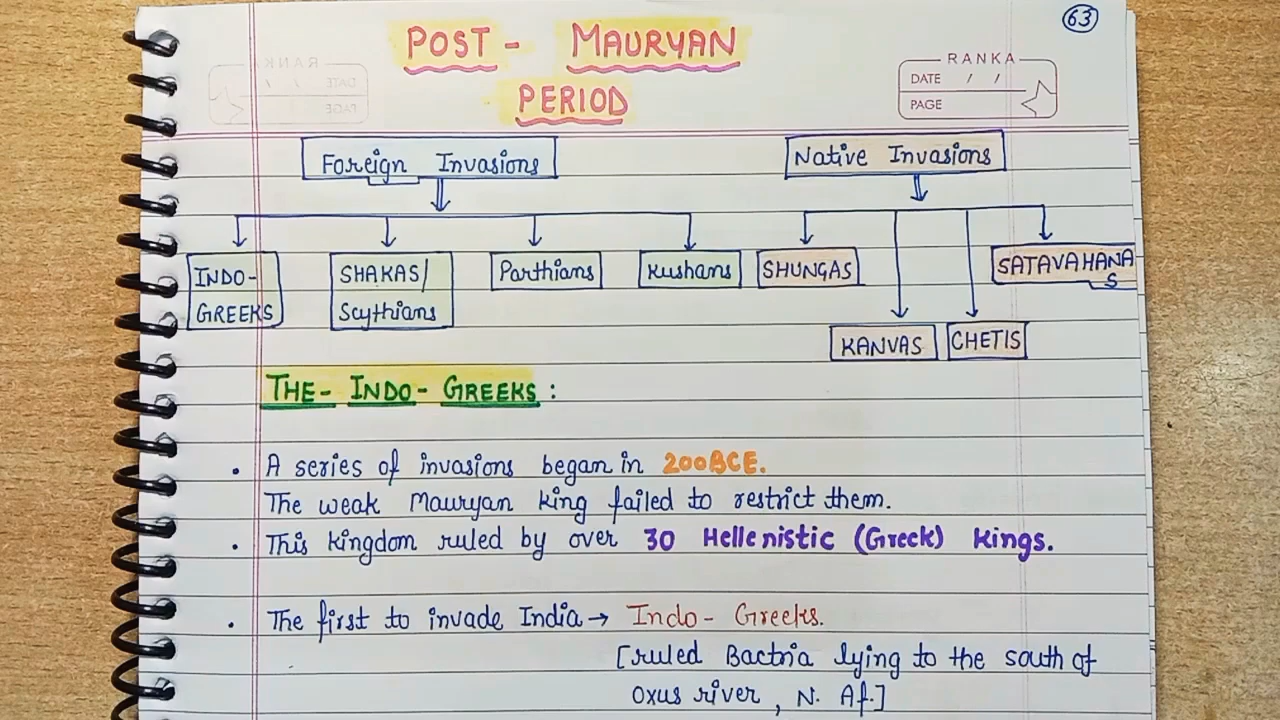 63
POST - MAURYAN
PERIOD
RANKA
DATE / /
PAGE
Foreign Invasions
Native Invasions
INDO-
GREEKS
SHAKAS/
Scythians
Parthians
Kushans
SHUNGAS
KANVAS
CHETIS
SATAVAHANA
S
THE- INDO- GREEKS :
• A series of invasions began in 200BCE.
The weak Mauryan king failed to restrict them.
• This kingdom ruled by over 30 Hellenistic (Greek) kings.
• The first to invade India → Indo - Greeks.
[ruled Bactria lying to the south of
Oxus river, N. Af.]